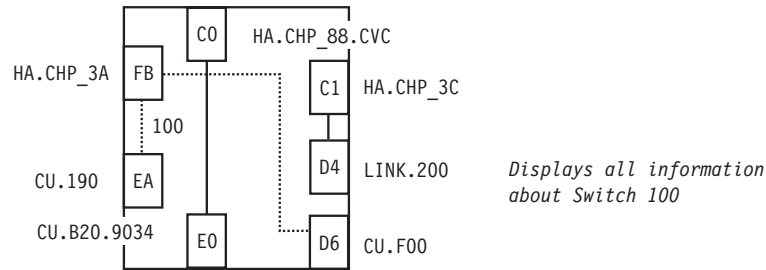 C0 HA.CHP_88.CVC
HA.CHP_3A FB
C1 HA.CHP_3C
100
CU.190 EA
D4 LINK.200
Displays all information
about Switch 100
CU.B20.9034 E0
D6 CU.F00